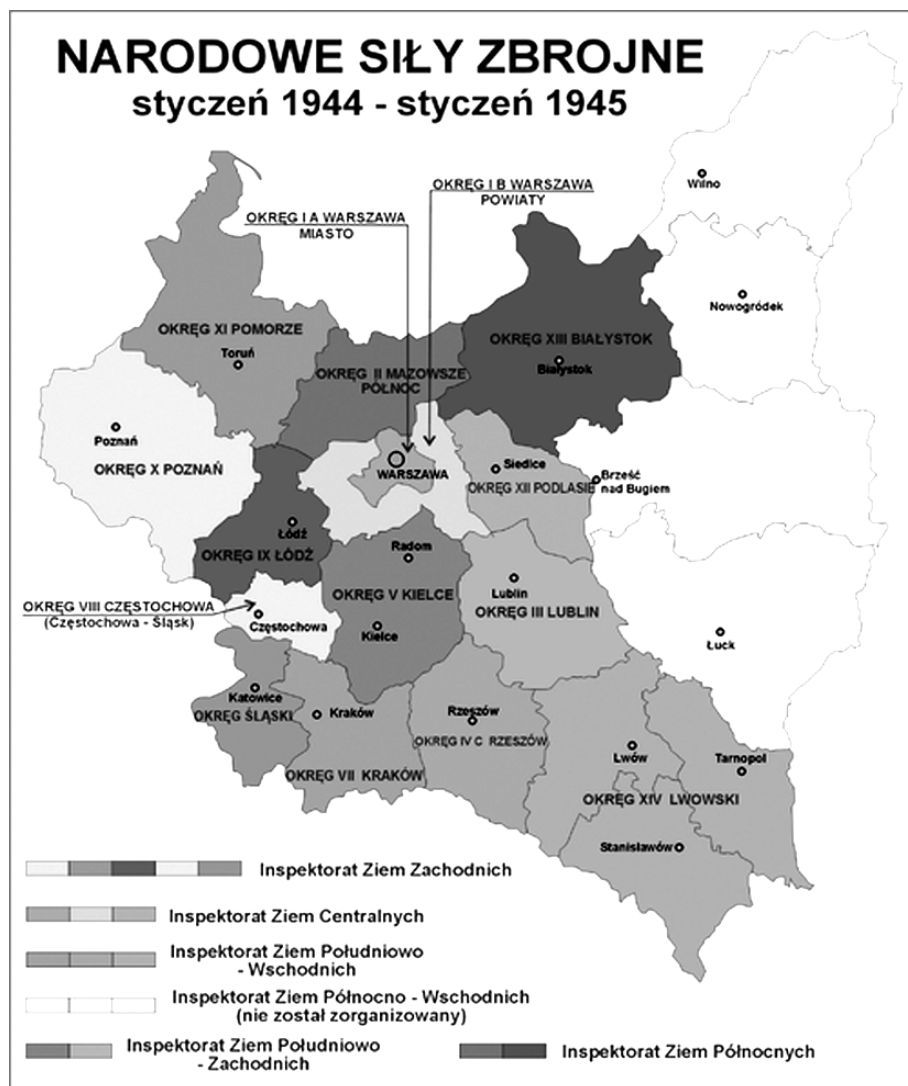 NARODOWE SIŁY ZBROJNE
styczeń 1944 - styczeń 1945
OKRĘG I B WARSZAWA
POWIATY
OKRĘG I A WARSZAWA
MIASTO
Wilno
Nowogródek
OKRĘG XI POMORZE
Toruń
OKRĘG XIII BIAŁYSTOK
Białystok
OKRĘG II MAZOWSZE
PÓŁNOC
Poznań
OKRĘG X POZNAŃ
WARSZAWA
Siedlce
OKRĘG XII PODLASIE
Brześć
nad Bugiem
Łódź
OKRĘG IX ŁÓDŹ
Radom
OKRĘG V KIELCE
Kielce
Lublin
OKRĘG III LUBLIN
OKRĘG VIII CZĘSTOCHOWA
(Częstochowa - Śląsk)
Częstochowa
Łuck
Katowice
OKRĘG ŚLĄSKI
Kraków
OKRĘG VII KRAKÓW
Rzeszów
OKRĘG IV C RZESZÓW
Lwów
Tarnopol
OKRĘG XIV LWOWSKI
Stanisławów
Inspektorat Ziem Zachodnich
Inspektorat Ziem Centralnych
Inspektorat Ziem Południowo
- Wschodnich
Inspektorat Ziem Północno - Wschodnich
(nie został zorganizowany)
Inspektorat Ziem Południowo
- Zachodnich
Inspektorat Ziem Północnych